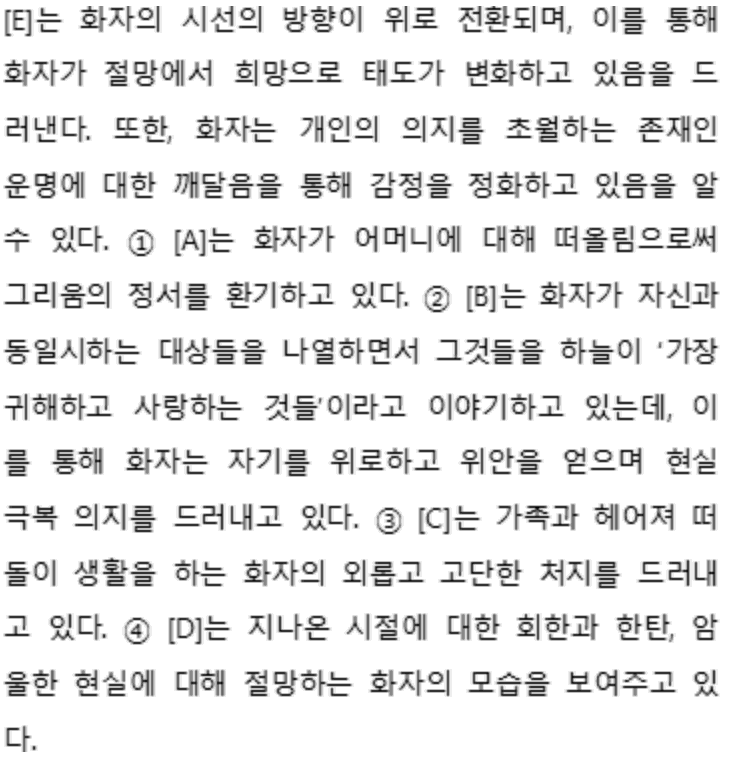 [E]는 화자의 시선의 방향이 위로 전환되며, 이를 통해
화자가 절망에서 희망으로 태도가 변화하고 있음을 드
러낸다. 또한, 화자는 개인의 의지를 초월하는 존재인
운명에 대한 깨달음을 통해 감정을 정화하고 있음을 알
수 있다. ① [A]는 화자가 어머니에 대해 떠올림으로써
그리움의 정서를 환기하고 있다. ② [B]는 화자가 자신과
동일시하는 대상들을 나열하면서 그것들을 하늘이 ‘가장
귀해하고 사랑하는 것들’이라고 이야기하고 있는데, 이
를 통해 화자는 자기를 위로하고 위안을 얻으며 현실
극복 의지를 드러내고 있다. ③ [C]는 가족과 헤어져 떠
돌이 생활을 하는 화자의 외롭고 고단한 처지를 드러내
고 있다. ④ [D]는 지나온 시절에 대한 회한과 한탄, 암
울한 현실에 대해 절망하는 화자의 모습을 보여주고 있
다.